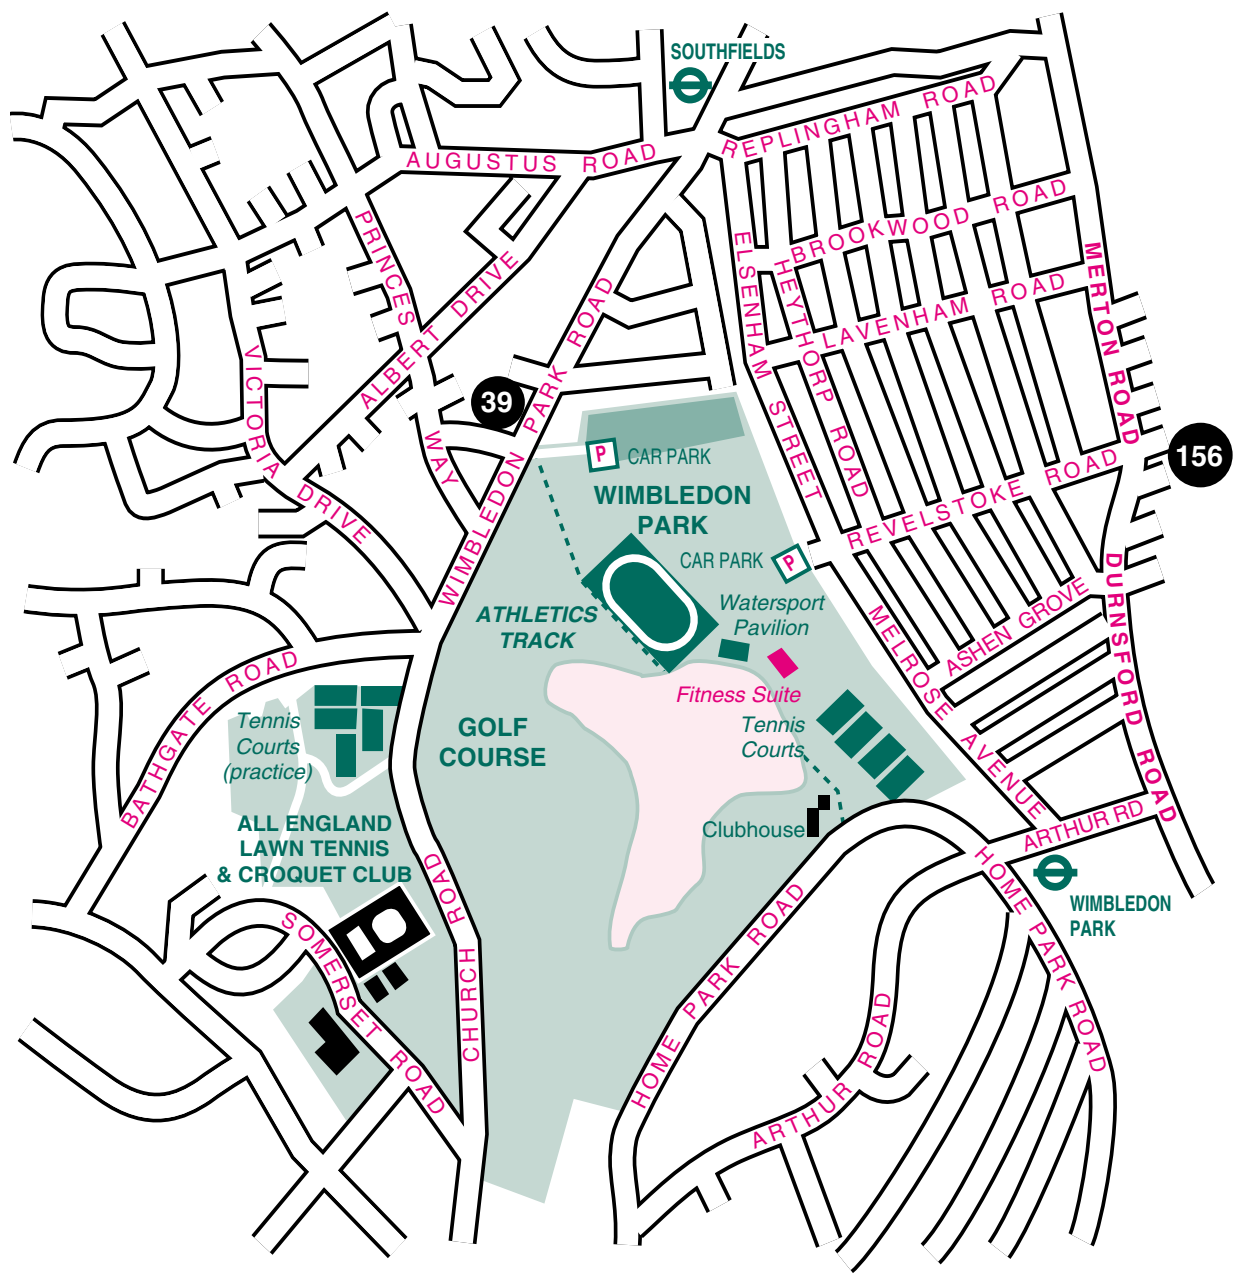 SOUTHFIELDS
REPLINGHAM ROAD
AUGUSTUS ROAD
BROOKWOOD ROAD
PRINCES WAY
ELSENHAM STREET
HEYTHORP ROAD
MERTON ROAD
ALBERT DRIVE
WIMBLEDON PARK ROAD
LAVENHAM ROAD
VICTORIA DRIVE
39
P
CAR PARK
156
WIMBLEDON
PARK
REVELSTOKE ROAD
CAR PARK
P
ATHLETICS
TRACK
Watersport
Pavilion
MELROSE AVENUE
ASHEN GROVE
DURNSFORD ROAD
BATHGATE ROAD
Fitness Suite
Tennis
Courts
(practice)
GOLF
COURSE
Tennis
Courts
ALL ENGLAND
LAWN TENNIS
& CROQUET CLUB
Clubhouse
ARTHUR RD
CHURCH ROAD
HOME PARK ROAD
WIMBLEDON
PARK
SOMERSET ROAD
HOME PARK ROAD
ARTHUR ROAD